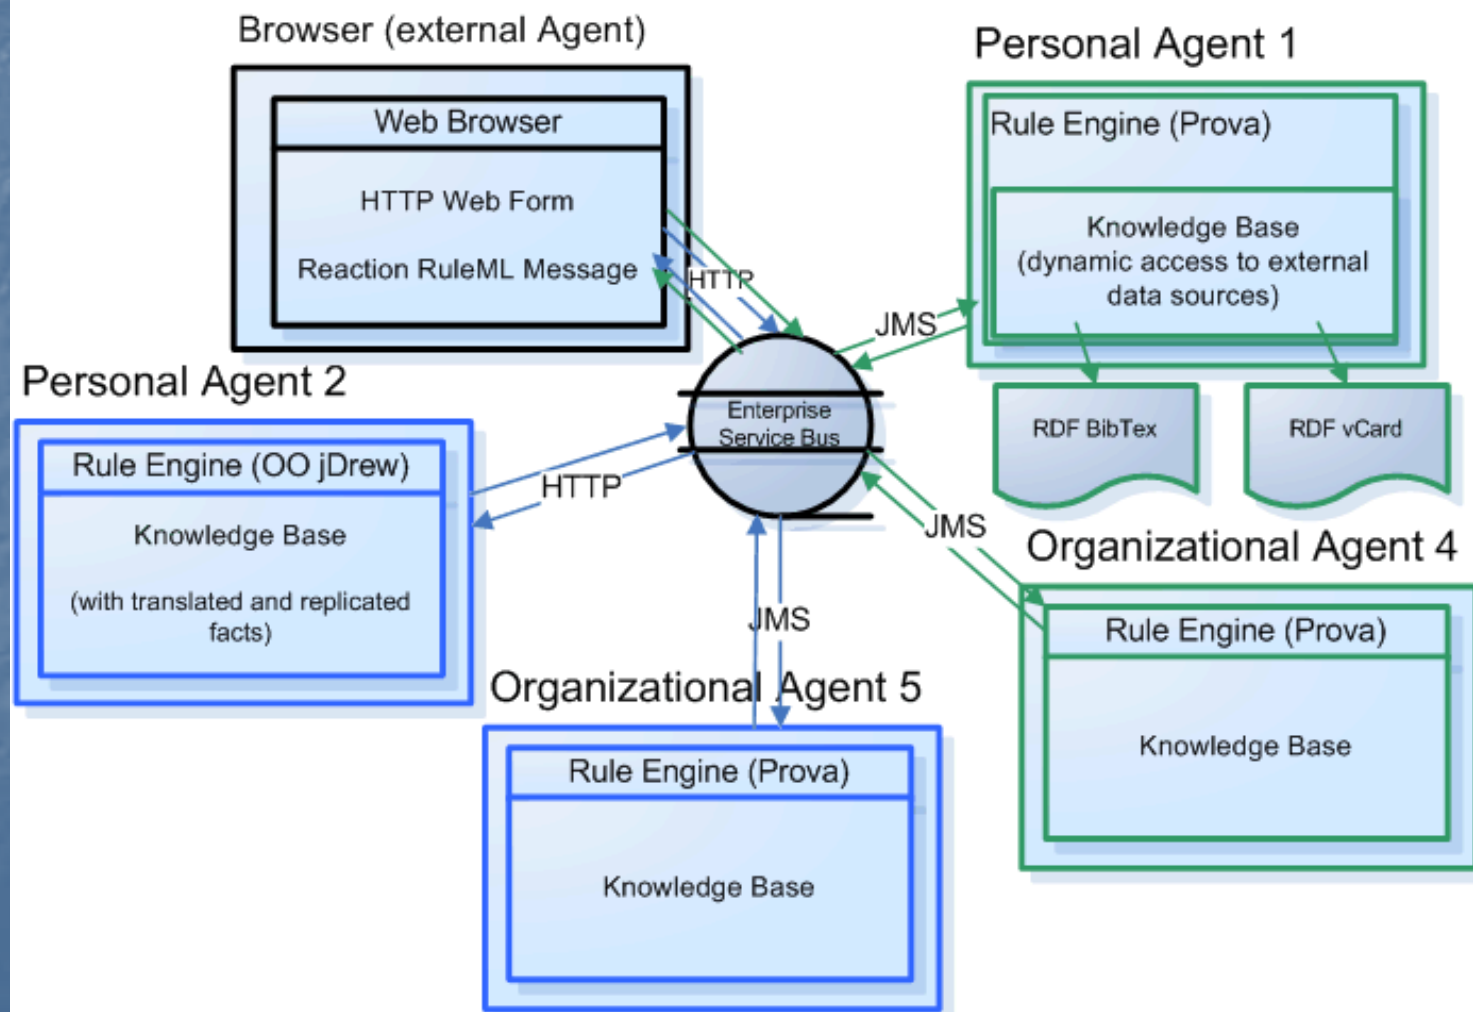 Browser (external Agent)
Web Browser
HTTP Web Form
Reaction RuleML Message
HTTP
Personal Agent 1
Rule Engine (Prova)
Knowledge Base
(dynamic access to external
data sources)
JMS
RDF BibTex
RDF vCard
Enterprise
Service Bus
Personal Agent 2
Rule Engine (OO jDrew)
Knowledge Base
(with translated and replicated
facts)
HTTP
JMS
Organizational Agent 4
Rule Engine (Prova)
Knowledge Base
JMS
Organizational Agent 5
Rule Engine (Prova)
Knowledge Base